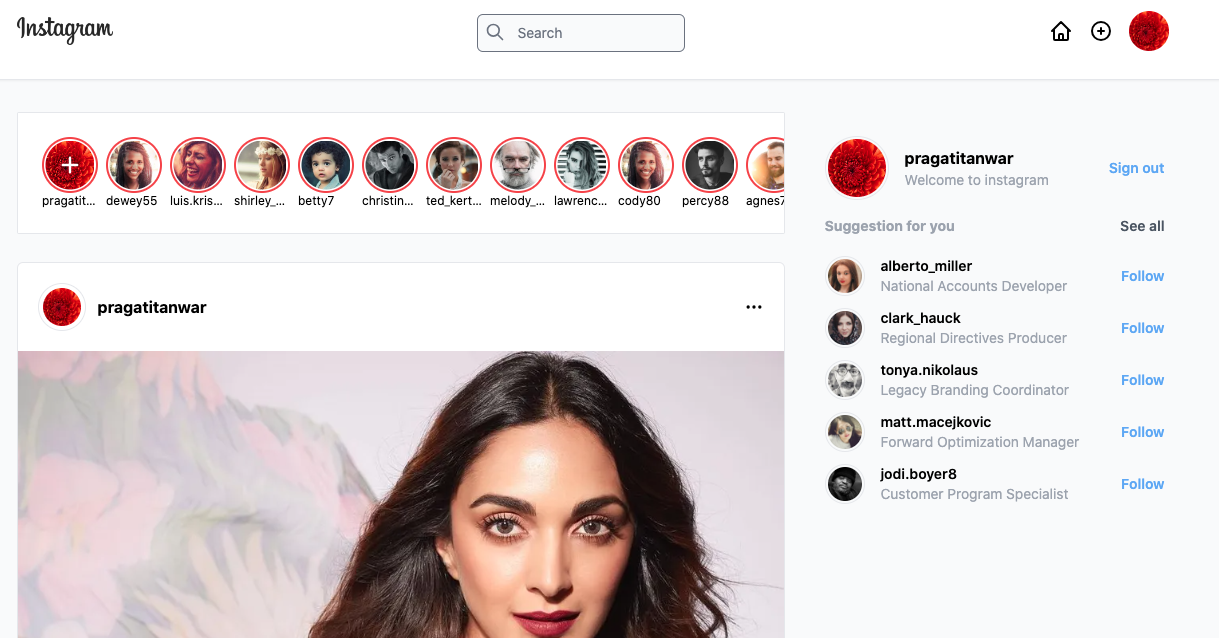 Instagram
Search
pragatit... dewey55 luis.kris... shirley_... betty7 christin... ted_kert... melody_... lawrenc... cody80 percy88 agnes7
pragatitanwar
Welcome to instagram
Sign out
Suggestion for you See all
alberto_miller
National Accounts Developer
Follow
clark_hauck
Regional Directives Producer
Follow
tonya.nikolaus
Legacy Branding Coordinator
Follow
matt.macejkovic
Forward Optimization Manager
Follow
jodi.boyer8
Customer Program Specialist
Follow
pragatitanwar